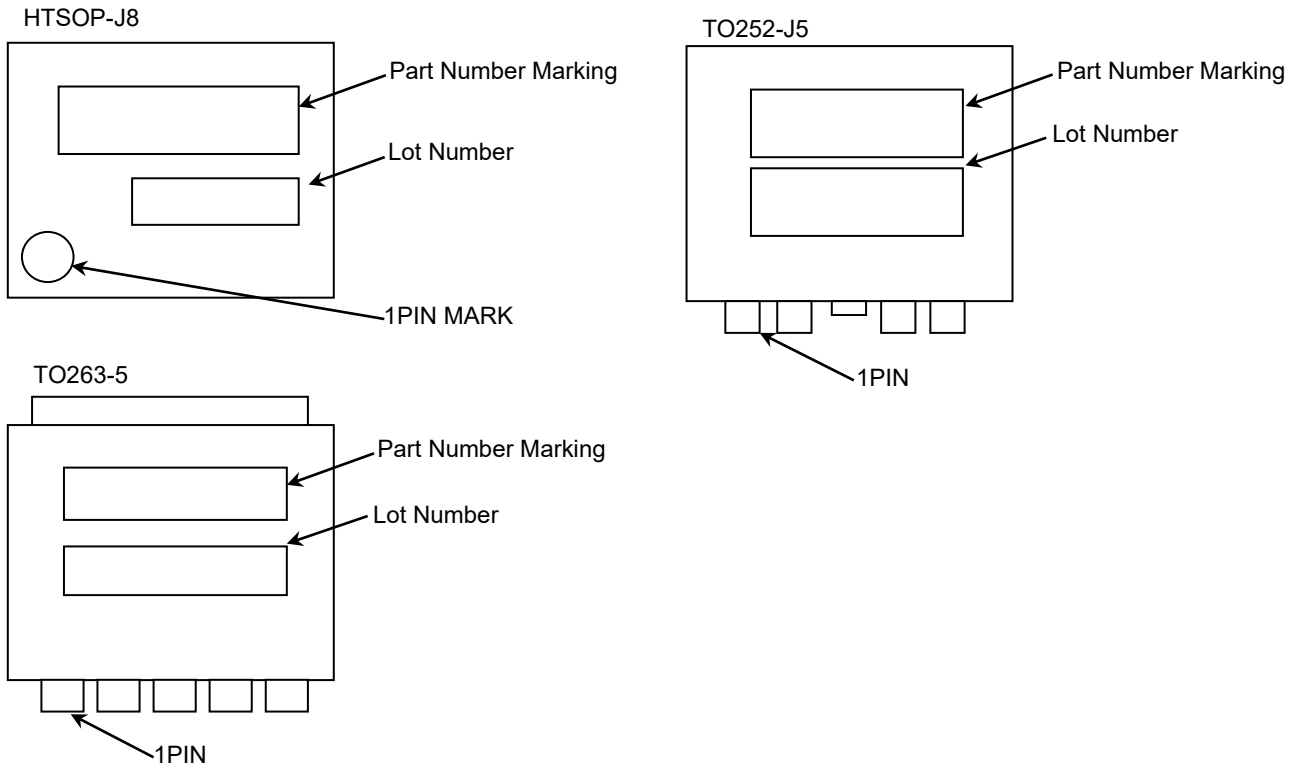 HTSOP-J8
Part Number Marking
Lot Number
1PIN MARK
TO252-J5
Part Number Marking
Lot Number
1PIN
TO263-5
Part Number Marking
Lot Number
1PIN